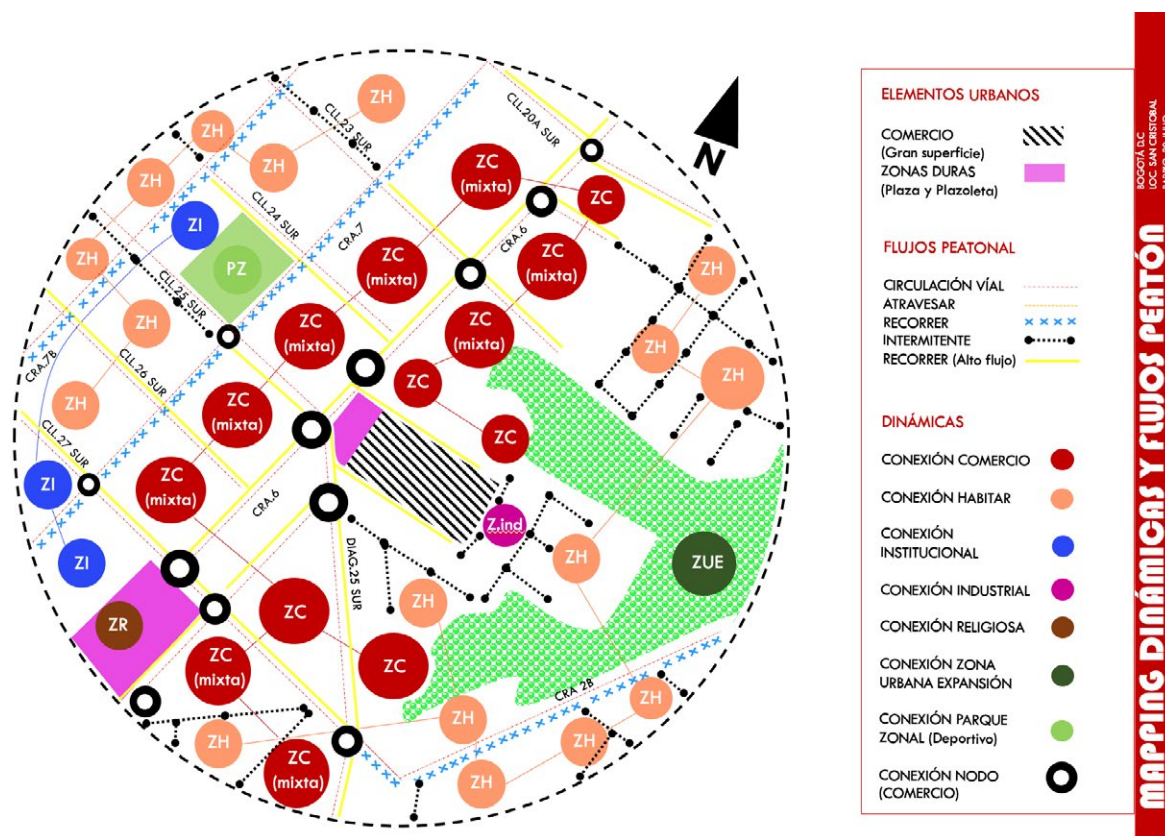 CLL.23 SUR
ZH
CLL.20A SUR
ZH
ZH
ZH
ZC
(mixta)
ZC
ZI
CLL.24 SUR
CRA.7
CRA.6
ZH
PZ
ZC
(mixta)
ZC
(mixta)
ZH
CLL.25 SUR
ZH
ZC
(mixta)
ZC
(mixta)
ZH
ZH
CRA.7B
CLL.26 SUR
ZC
ZH
ZC
(mixta)
ZC
CLL.27 SUR
ZI
ZC
(mixta)
CRA.6
Z.ind
DIAG.25 SUR
ZI
ZH
ZUE
ZR
ZC
ZH
ZC
(mixta)
ZC
CRA 2B
ZH
ZH
ZH
ZC
(mixta)
ZH
N
ELEMENTOS URBANOS
COMERCIO
(Gran superficie)
ZONAS DURAS
(Plaza y Plazoleta)
FLUJOS PEATONAL
CIRCULACIÓN VÍAL
ATRAVESAR
RECORRER
INTERMITENTE
RECORRER (Alto flujo)
DINÁMICAS
CONEXIÓN COMERCIO
CONEXIÓN HABITAR
CONEXIÓN
INSTITUCIONAL
CONEXIÓN INDUSTRIAL
CONEXIÓN RELIGIOSA
CONEXIÓN ZONA
URBANA EXPANSIÓN
CONEXIÓN PARQUE
ZONAL (Deportivo)
CONEXIÓN NODO
(COMERCIO)
BOGOTÁ D.C
LOC. SAN CRISTOBAL
MAPPING DINÁMICAS Y FLUJOS PEATÓN